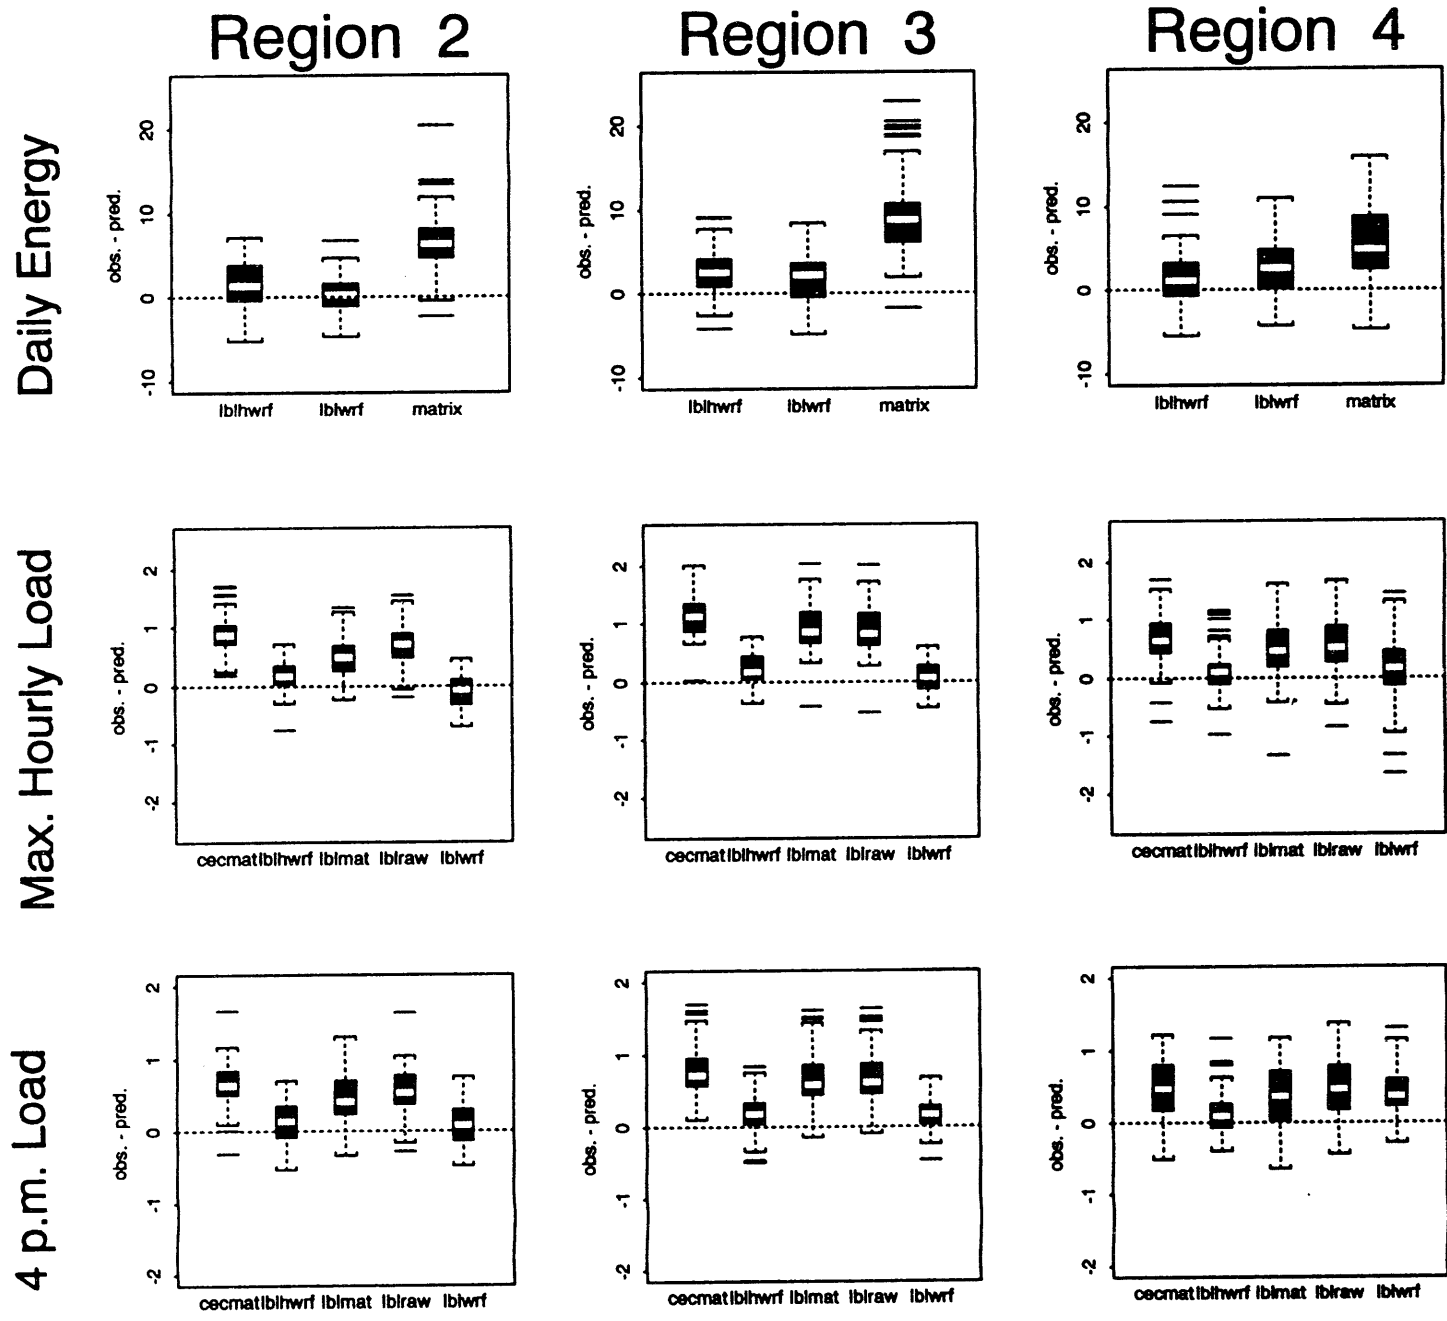 Region 2 Region 3 Region 4
Daily Energy
obs. - pred.
20
10
0
-10
lblhwrf lblwrf matrix
obs. - pred.
20
10
0
-10
lblhwrf lblwrf matrix
obs. - pred.
20
10
0
-10
lblhwrf lblwrf matrix
Max. Hourly Load
obs. - pred.
2
1
0
-1
-2
cecmat lblhwrf lblmat lblraw lblwrf
obs. - pred.
2
1
0
-1
-2
cecmat lblhwrf lblmat lblraw lblwrf
obs. - pred.
2
1
0
-1
-2
cecmat lblhwrf lblmat lblraw lblwrf
4 p.m. Load
obs. - pred.
2
1
0
-1
-2
cecmat lblhwrf lblmat lblraw lblwrf
obs. - pred.
2
1
0
-1
-2
cecmat lblhwrf lblmat lblraw lblwrf
obs. - pred.
2
1
0
-1
-2
cecmat lblhwrf lblmat lblraw lblwrf